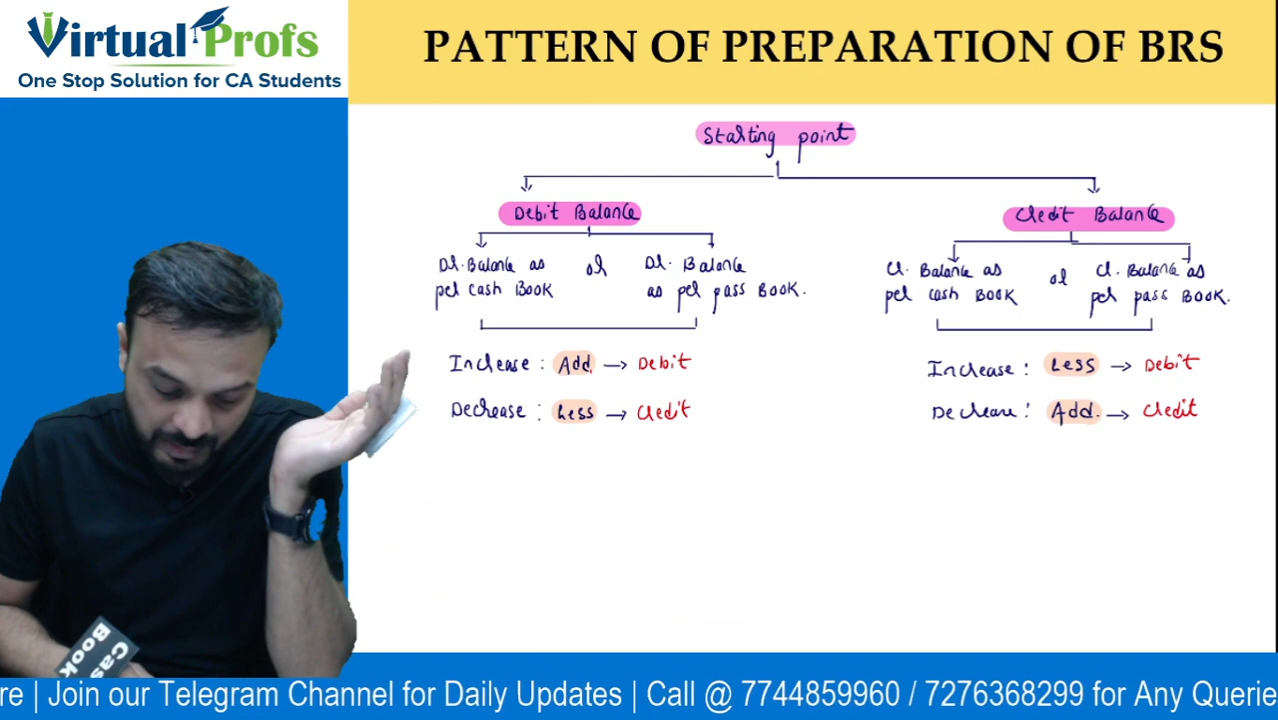 Virtual Profs
One Stop Solution for CA Students
PATTERN OF PREPARATION OF BRS
Starting point
Debit Balance
Credit Balance
Dr. Balance as per cash Book
or
Dr. Balance as per pass Book.
Cr. Balance as per cash Book
or
Cr. Balance as per pass Book.
Increase : Add → Debit
Decrease : Less → Credit
Increase : Less → Debit
Decrease : Add. → Credit
Cas
Book
re | Join our Telegram Channel for Daily Updates | Call @ 7744859960 / 7276368299 for Any Querie